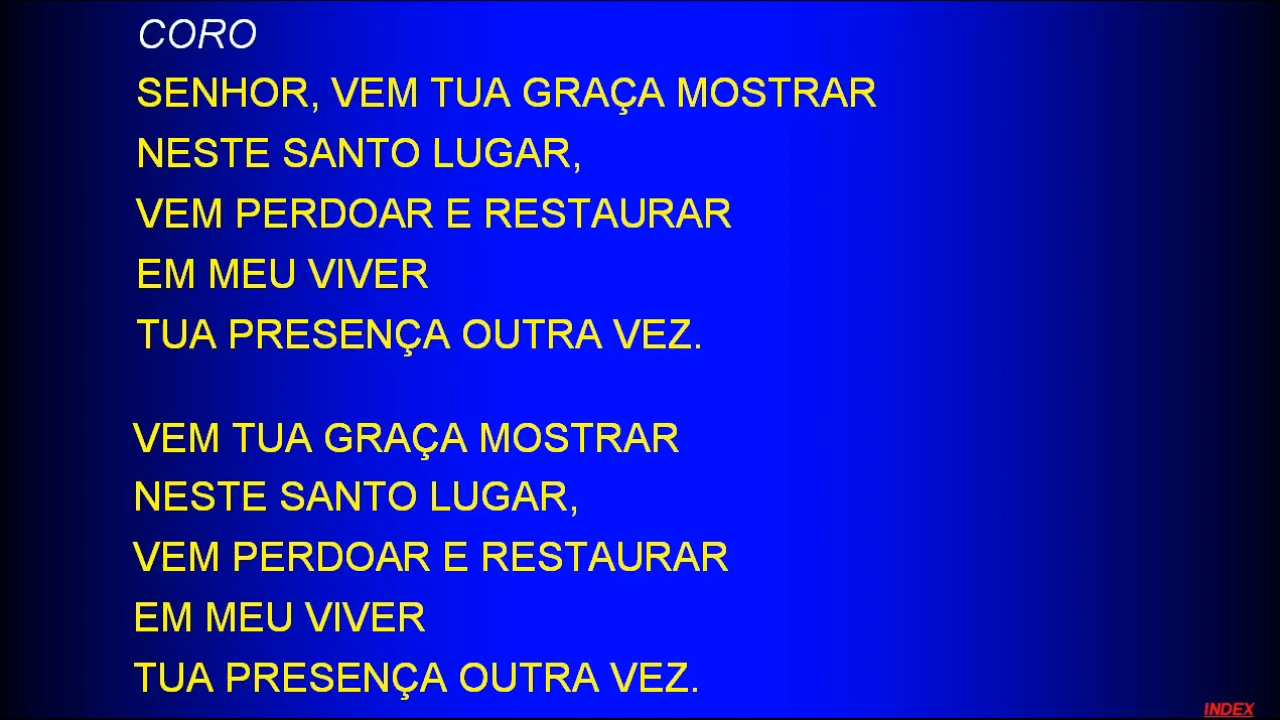 CORO
SENHOR, VEM TUA GRAÇA MOSTRAR
NESTE SANTO LUGAR,
VEM PERDOAR E RESTAURAR
EM MEU VIVER
TUA PRESENÇA OUTRA VEZ.
VEM TUA GRAÇA MOSTRAR
NESTE SANTO LUGAR,
VEM PERDOAR E RESTAURAR
EM MEU VIVER
TUA PRESENÇA OUTRA VEZ.
INDEX